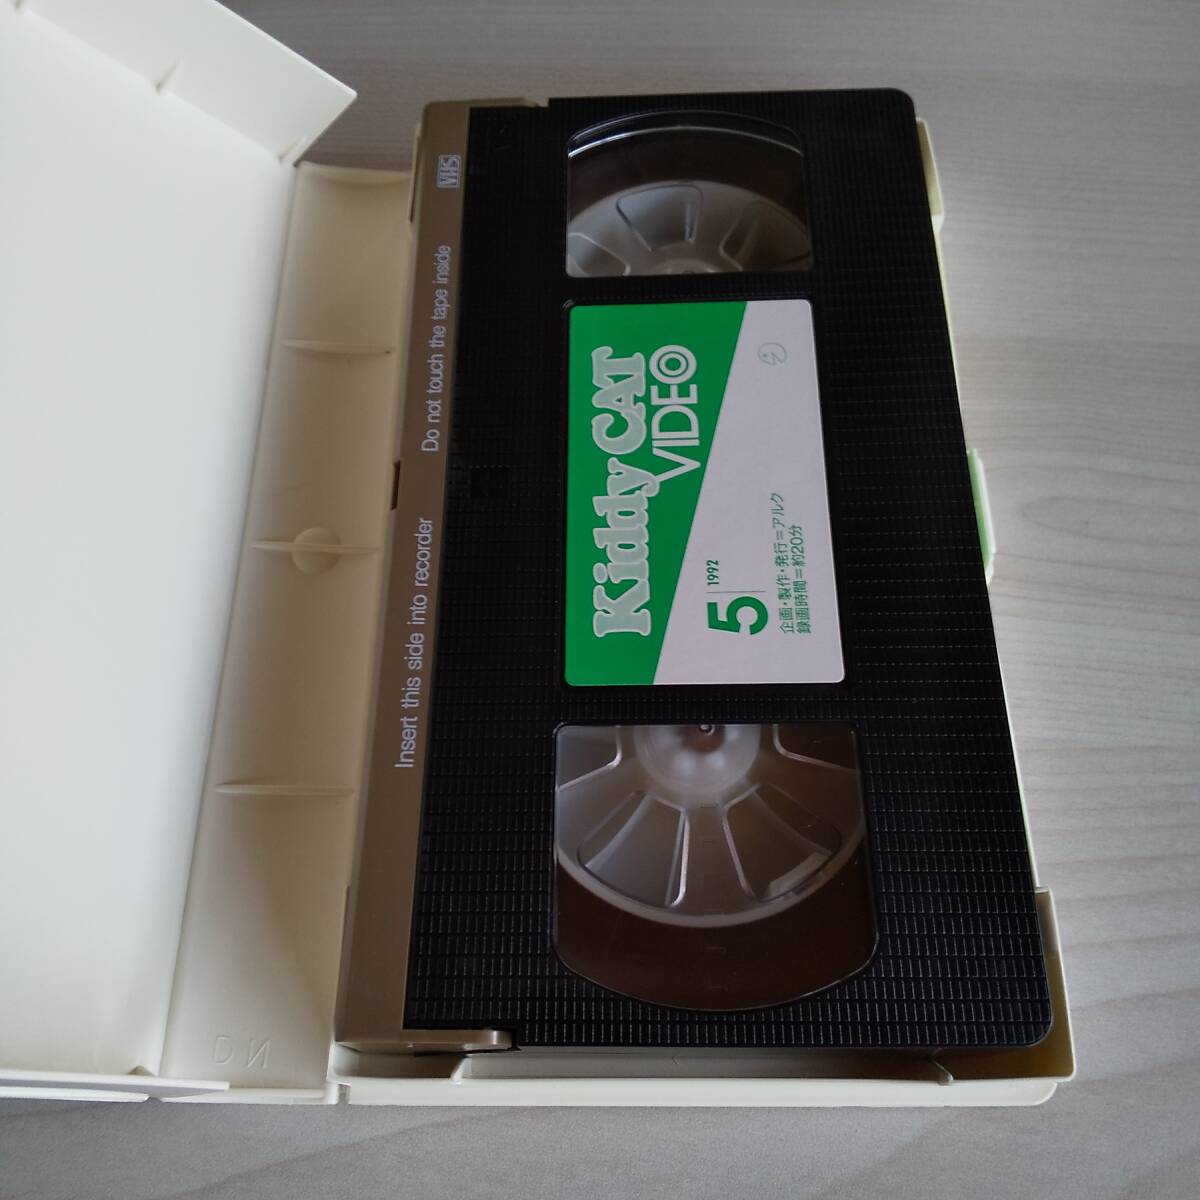 VHS
Do not touch the tape inside
Insert this side into recorder
Kiddy CAT
VIDEO
5 | 1992
企画・製作・発行=アルク
録画時間=約20分